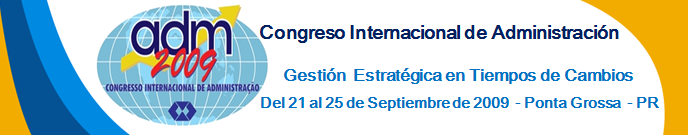 adm
2009
CONGRESSO INTERNACIONAL DE ADMINISTRAÇÃO
Congreso Internacional de Administración
Gestión Estratégica en Tiempos de Cambios
Del 21 al 25 de Septiembre de 2009 - Ponta Grossa - PR